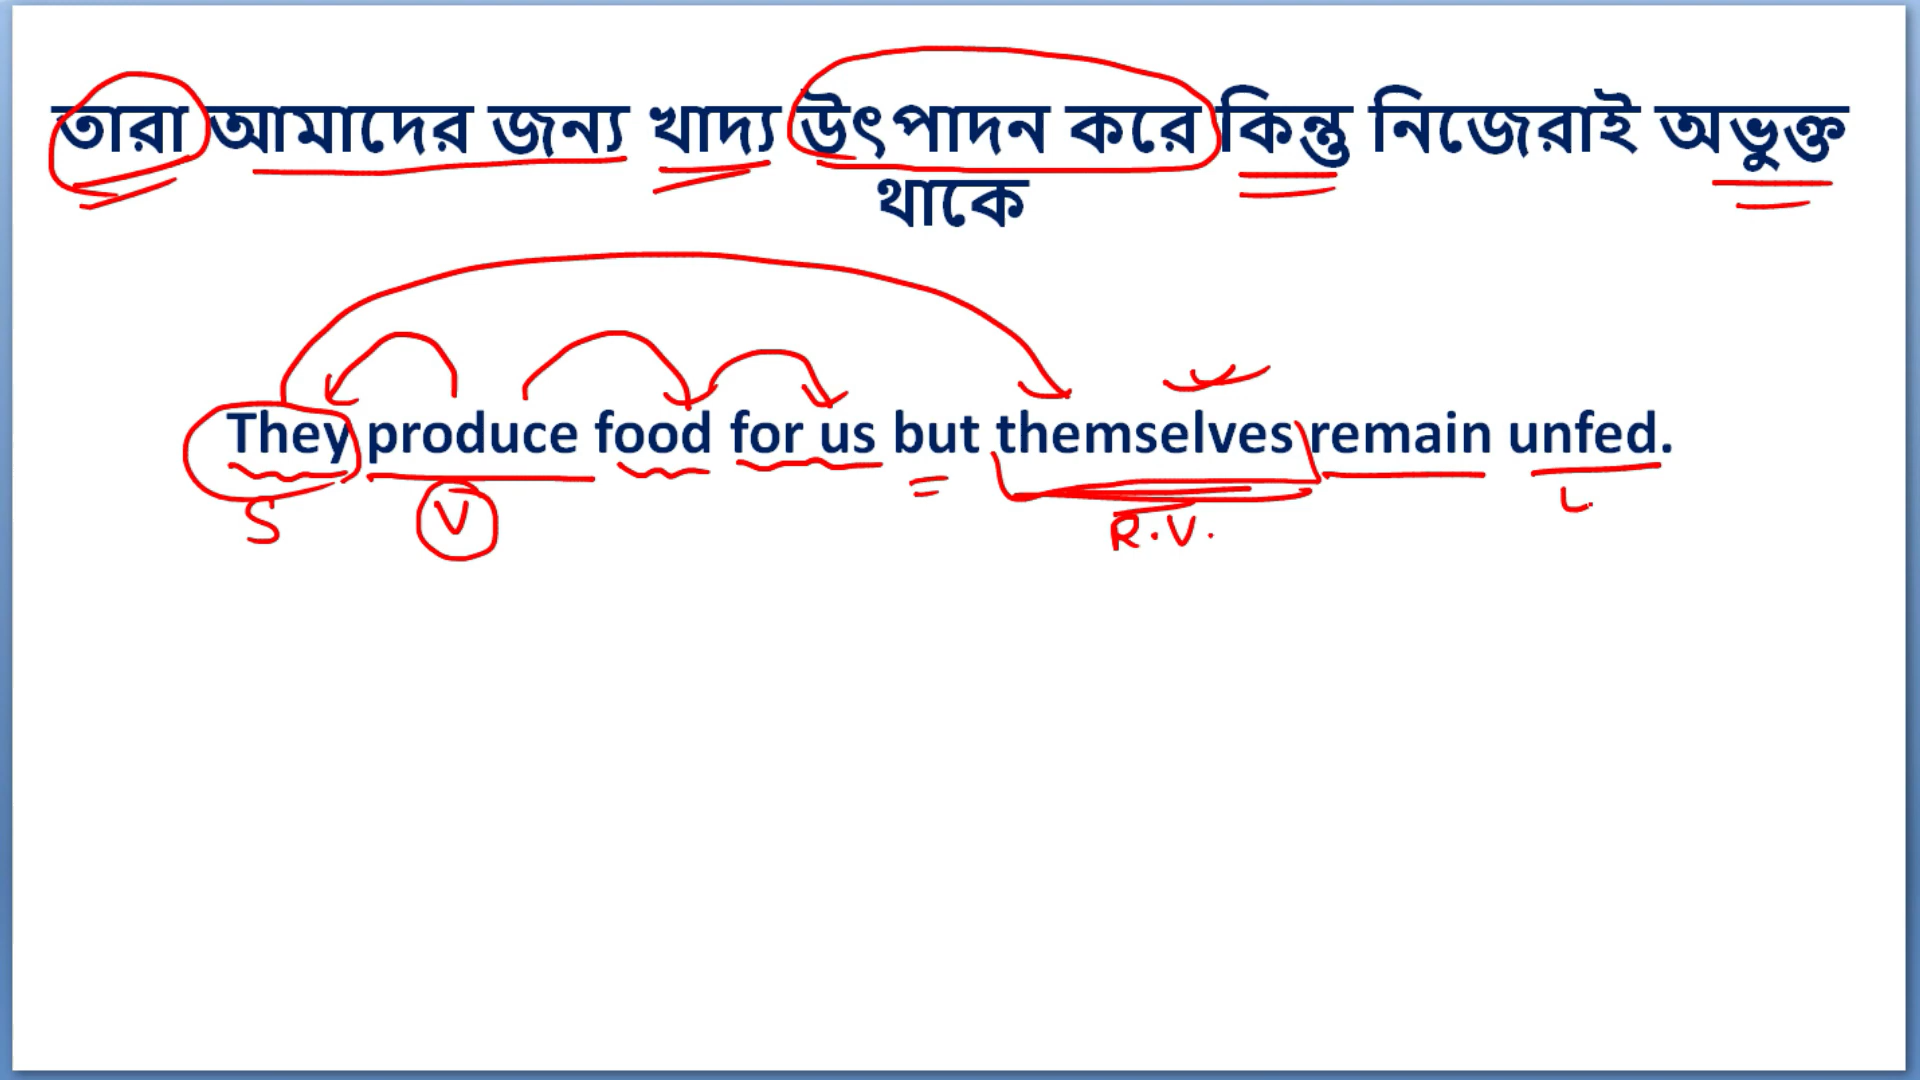 তারা আমাদের জন্য খাদ্য উৎপাদন করে কিন্তু নিজেরাই অভুক্ত
থাকে
They produce food for us but themselves remain unfed.
S V R.V. L